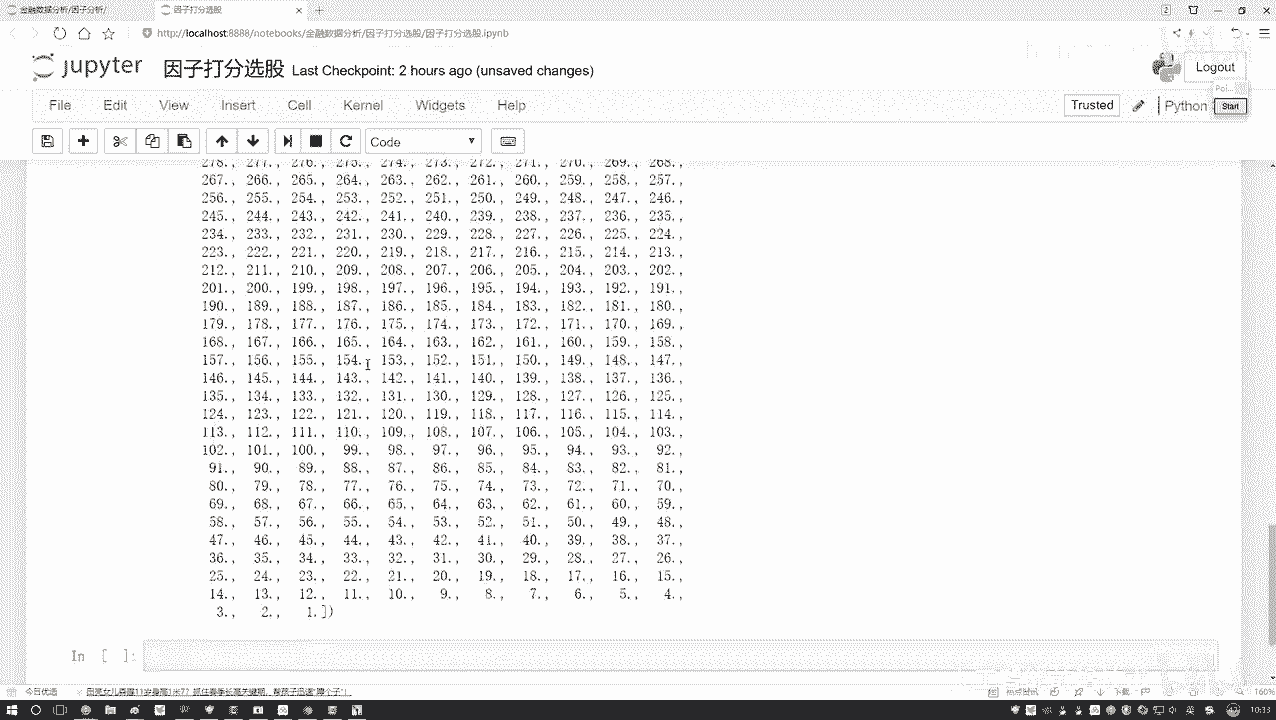 金融数据分析/因子分析/
因子打分选股
2
http://localhost:8888/notebooks/金融数据分析/因子打分选股/因子打分选股.ipynb
jupyter 因子打分选股 Last Checkpoint: 2 hours ago (unsaved changes)
Logout
File Edit View Insert Cell Kernel Widgets Help
Trusted
Python
Pol...
Start
Code
278., 277., 276., 275., 274., 273., 272., 271., 270., 269., 268.,
267., 266., 265., 264., 263., 262., 261., 260., 259., 258., 257.,
256., 255., 254., 253., 252., 251., 250., 249., 248., 247., 246.,
245., 244., 243., 242., 241., 240., 239., 238., 237., 236., 235.,
234., 233., 232., 231., 230., 229., 228., 227., 226., 225., 224.,
223., 222., 221., 220., 219., 218., 217., 216., 215., 214., 213.,
212., 211., 210., 209., 208., 207., 206., 205., 204., 203., 202.,
201., 200., 199., 198., 197., 196., 195., 194., 193., 192., 191.,
190., 189., 188., 187., 186., 185., 184., 183., 182., 181., 180.,
179., 178., 177., 176., 175., 174., 173., 172., 171., 170., 169.,
168., 167., 166., 165., 164., 163., 162., 161., 160., 159., 158.,
157., 156., 155., 154., 153., 152., 151., 150., 149., 148., 147.,
146., 145., 144., 143., 142., 141., 140., 139., 138., 137., 136.,
135., 134., 133., 132., 131., 130., 129., 128., 127., 126., 125.,
124., 123., 122., 121., 120., 119., 118., 117., 116., 115., 114.,
113., 112., 111., 110., 109., 108., 107., 106., 105., 104., 103.,
102., 101., 100., 99., 98., 97., 96., 95., 94., 93., 92.,
91., 90., 89., 88., 87., 86., 85., 84., 83., 82., 81.,
80., 79., 78., 77., 76., 75., 74., 73., 72., 71., 70.,
69., 68., 67., 66., 65., 64., 63., 62., 61., 60., 59.,
58., 57., 56., 55., 54., 53., 52., 51., 50., 49., 48.,
47., 46., 45., 44., 43., 42., 41., 40., 39., 38., 37.,
36., 35., 34., 33., 32., 31., 30., 29., 28., 27., 26.,
25., 24., 23., 22., 21., 20., 19., 18., 17., 16., 15.,
14., 13., 12., 11., 10., 9., 8., 7., 6., 5., 4.,
3., 2., 1.])
In [ ]:
今日优选
下载
160%
英
10:13